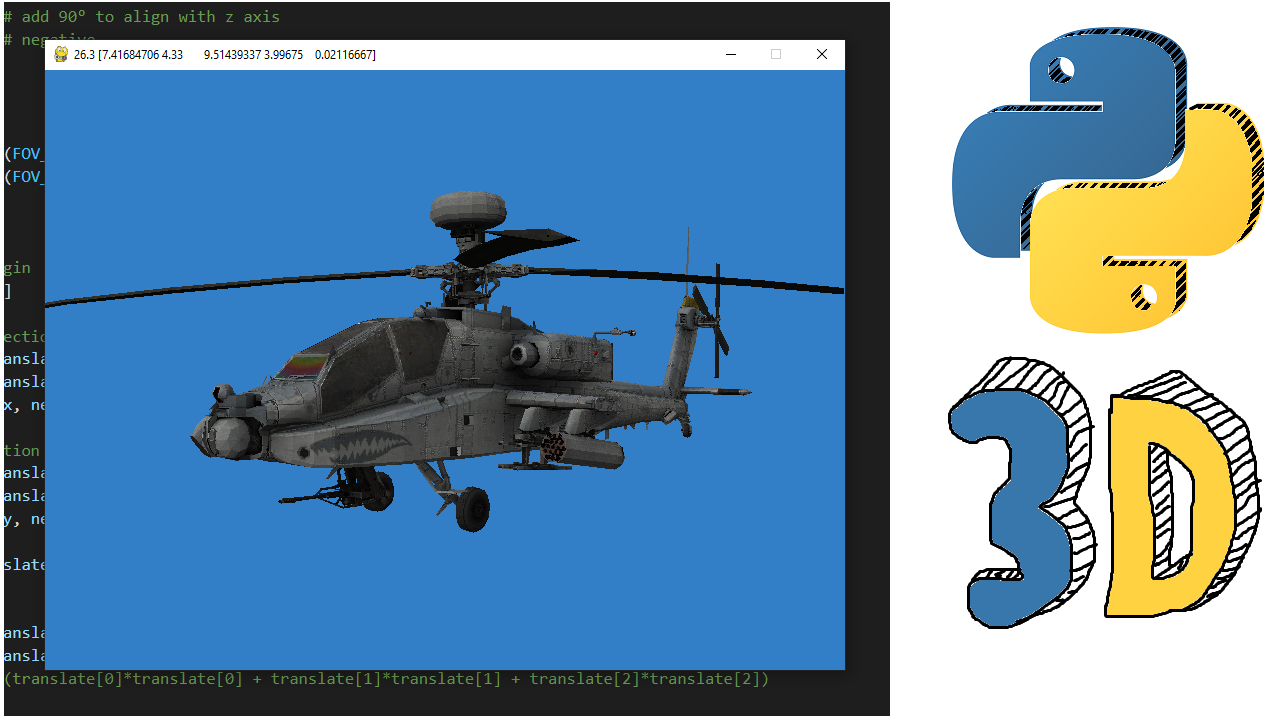 # add 90º to align with z axis
# negative
26.3 [7.41684706 4.33 9.51439337 3.99675 0.02116667]
(FOV_
(FOV_
gin
]
ectio
ansla
ansla
x, ne
tion
ansla
ansla
y, ne
slate
ansla
ansla
(translate[0]*translate[0] + translate[1]*translate[1] + translate[2]*translate[2])
3D